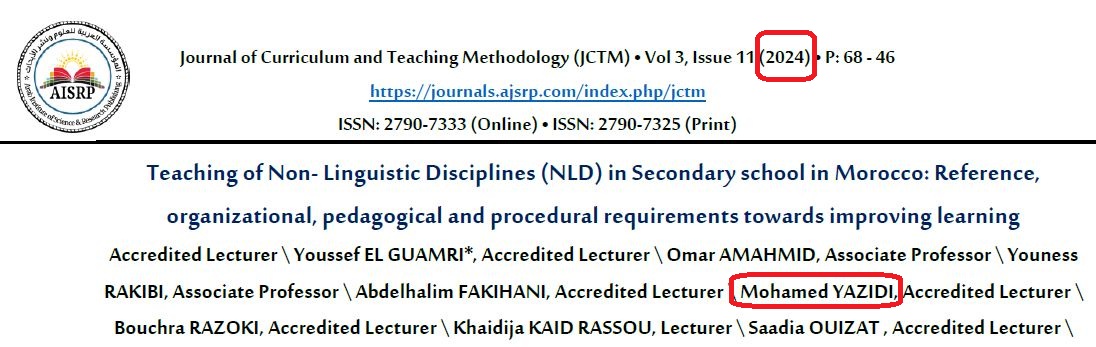 المؤسسة العربية للعلوم ونشر الأبحاث
AISRP
Arab Institute of Science & Research Publishing
Journal of Curriculum and Teaching Methodology (JCTM) • Vol 3, Issue 11 (2024) • P: 68 - 46
https://journals.ajsrp.com/index.php/jctm
ISSN: 2790-7333 (Online) • ISSN: 2790-7325 (Print)
Teaching of Non- Linguistic Disciplines (NLD) in Secondary school in Morocco: Reference,
organizational, pedagogical and procedural requirements towards improving learning
Accredited Lecturer \ Youssef EL GUAMRI*, Accredited Lecturer \ Omar AMAHMID, Associate Professor \ Youness
RAKIBI, Associate Professor \ Abdelhalim FAKIHANI, Accredited Lecturer Mohamed YAZIDI, Accredited Lecturer \
Bouchra RAZOKI, Accredited Lecturer \ Khaidija KAID RASSOU, Lecturer \ Saadia OUIZAT , Accredited Lecturer \